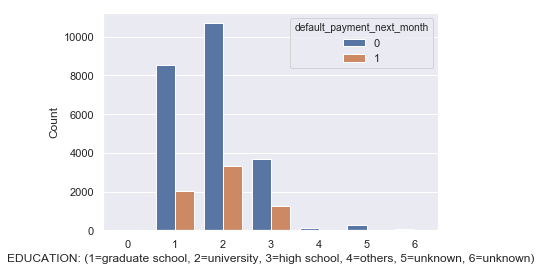 default_payment_next_month
0
1
10000
8000
6000
4000
2000
0
Count
0 1 2 3 4 5 6
EDUCATION: (1=graduate school, 2=university, 3=high school, 4=others, 5=unknown, 6=unknown)